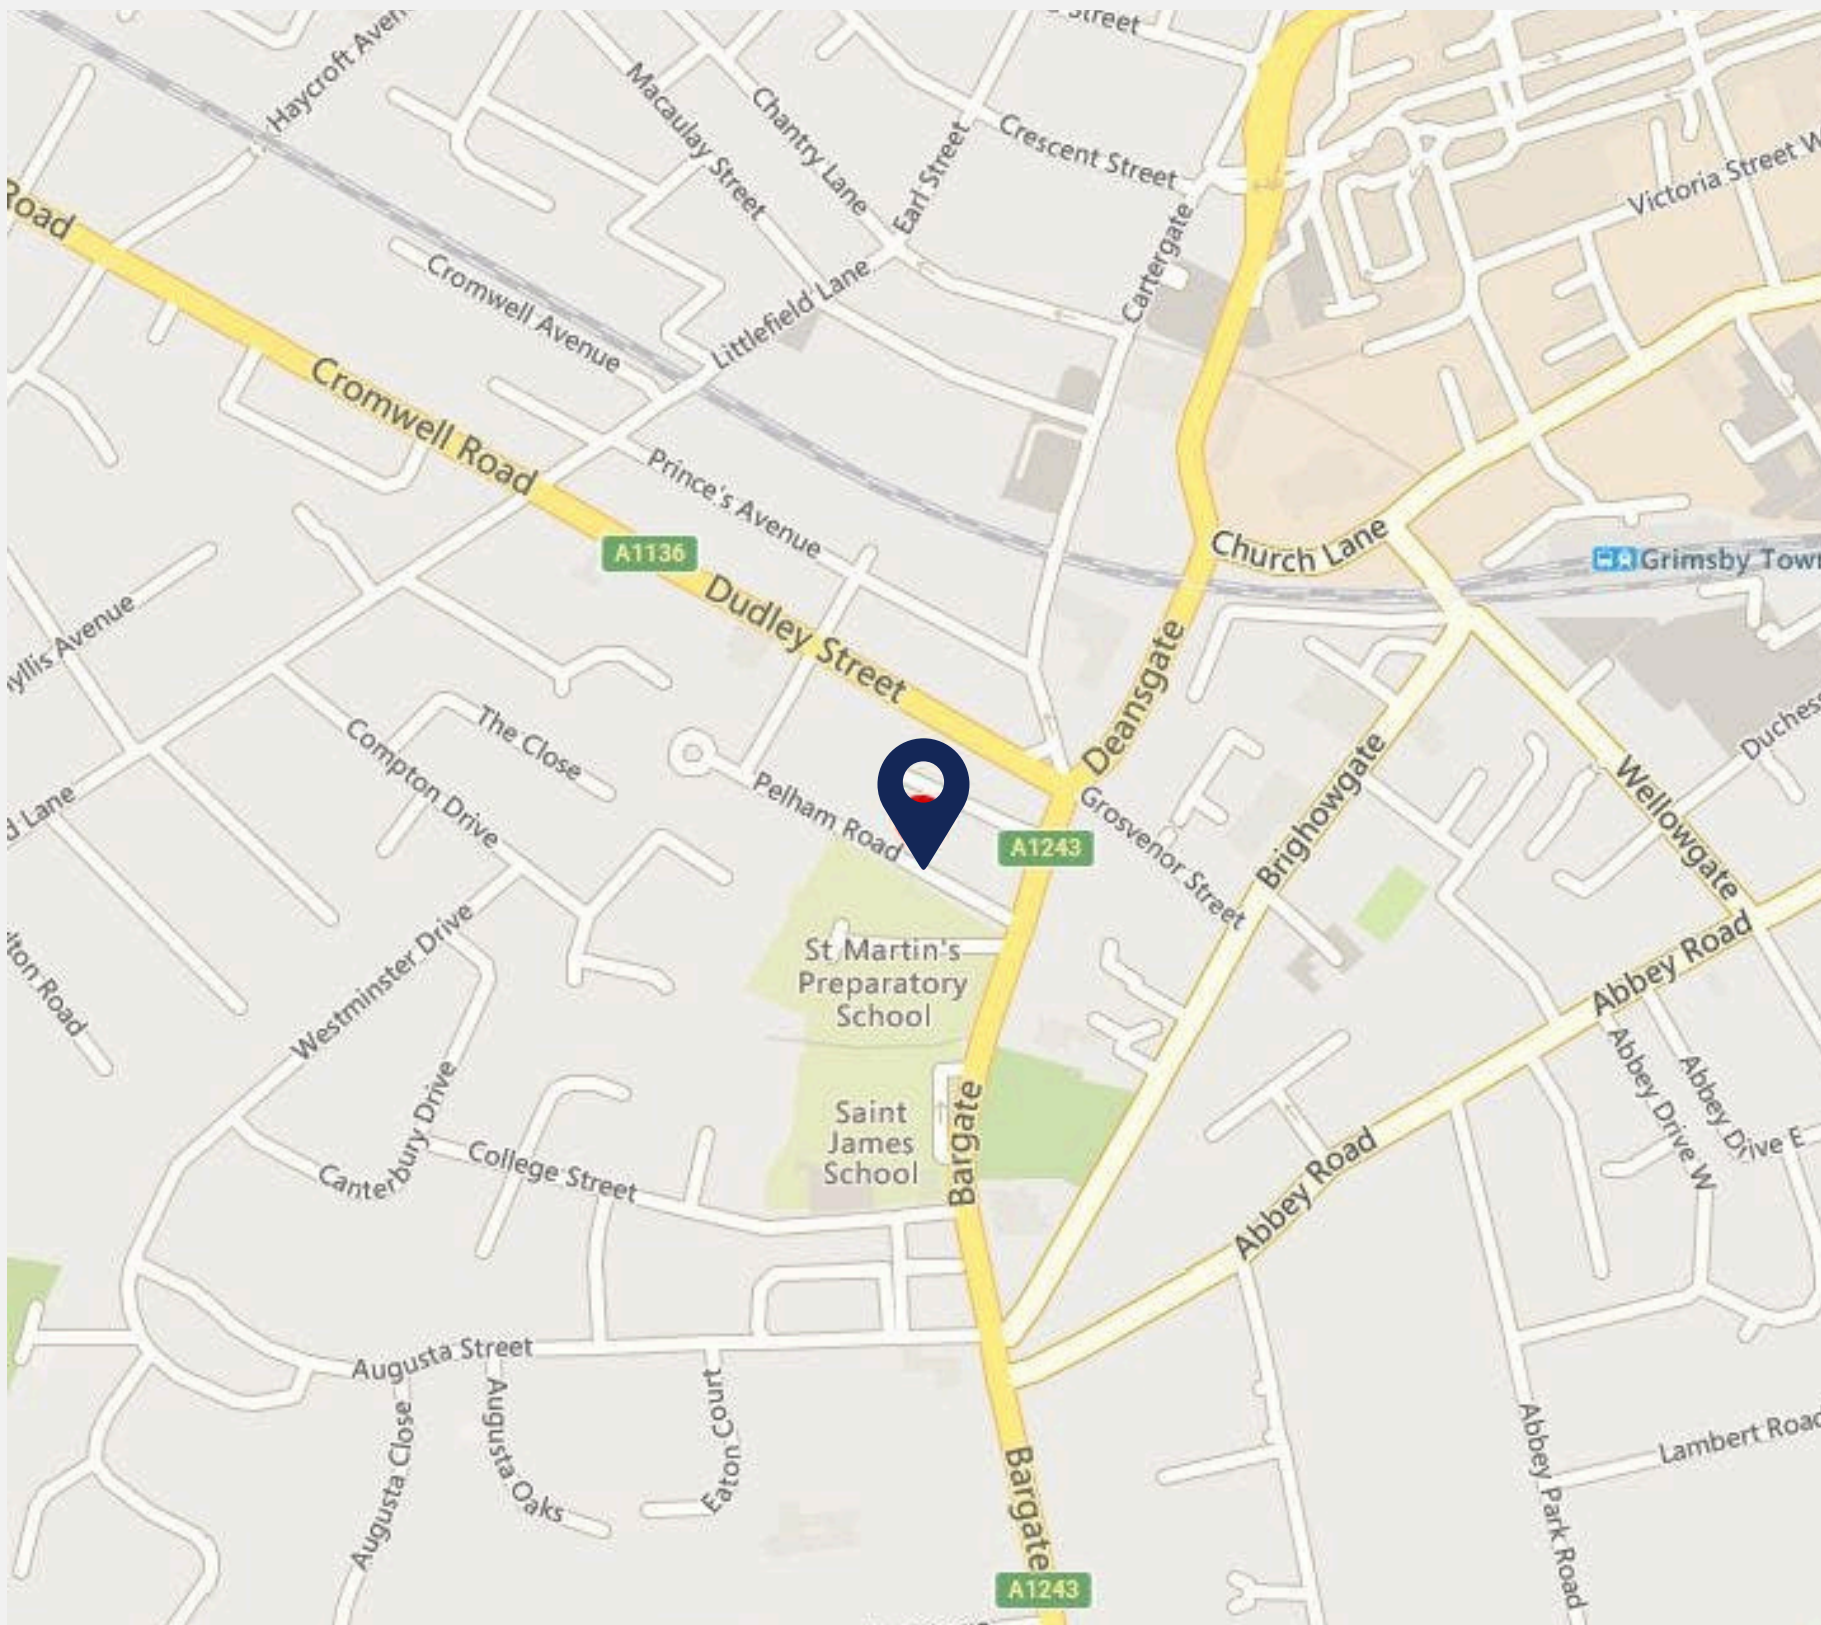 Street
Haycroft Aven
Macaulay Street
Chantry Lane
Earl Street
Crescent Street
Victoria Street W
Road
Cartergate
Cromwell Avenue
Littlefield Lane
Cromwell Road
Prince's Avenue
Church Lane
A1136
Grimsby Town
Dudley Street
yllis Avenue
Deansgate
The Close
Compton Drive
Duchess
Pelham Road
Grosvenor Street
Brighowgate
Wellowgate
d Lane
A1243
St Martin's
Preparatory
School
Westminster Drive
Abbey Road
lton Road
Abbey Drive W
Abbey Drive E
Canterbury Drive
Saint
James
School
Bargate
College Street
Abbey Road
Augusta Street
Augusta Close
Augusta Oaks
Eaton Court
Bargate
Abbey Park Road
Lambert Road
A1243